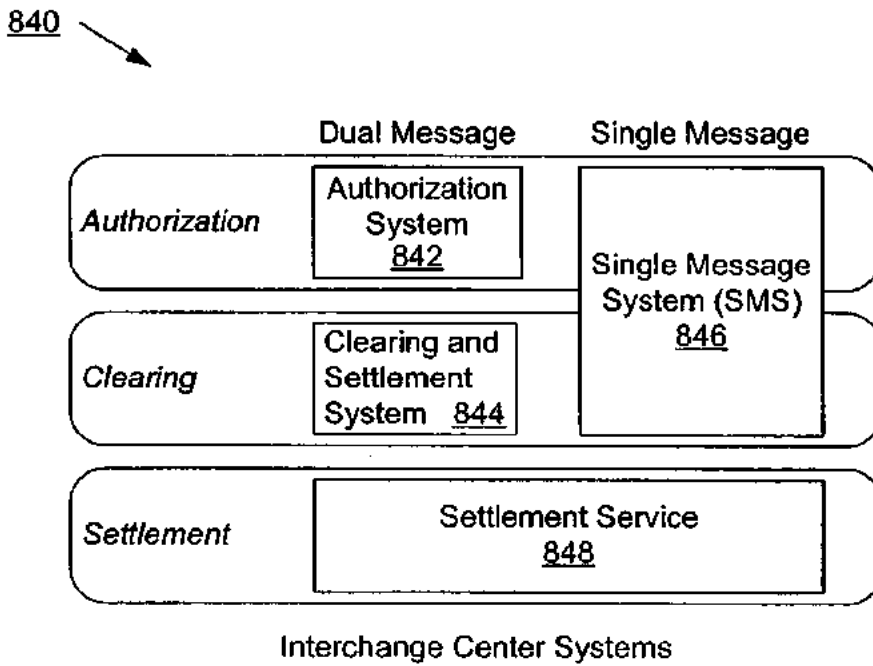 840
Dual Message Single Message
Authorization
Authorization
System
842
Single Message
System (SMS)
846
Clearing
Clearing and
Settlement
System 844
Settlement
Settlement Service
848
Interchange Center Systems